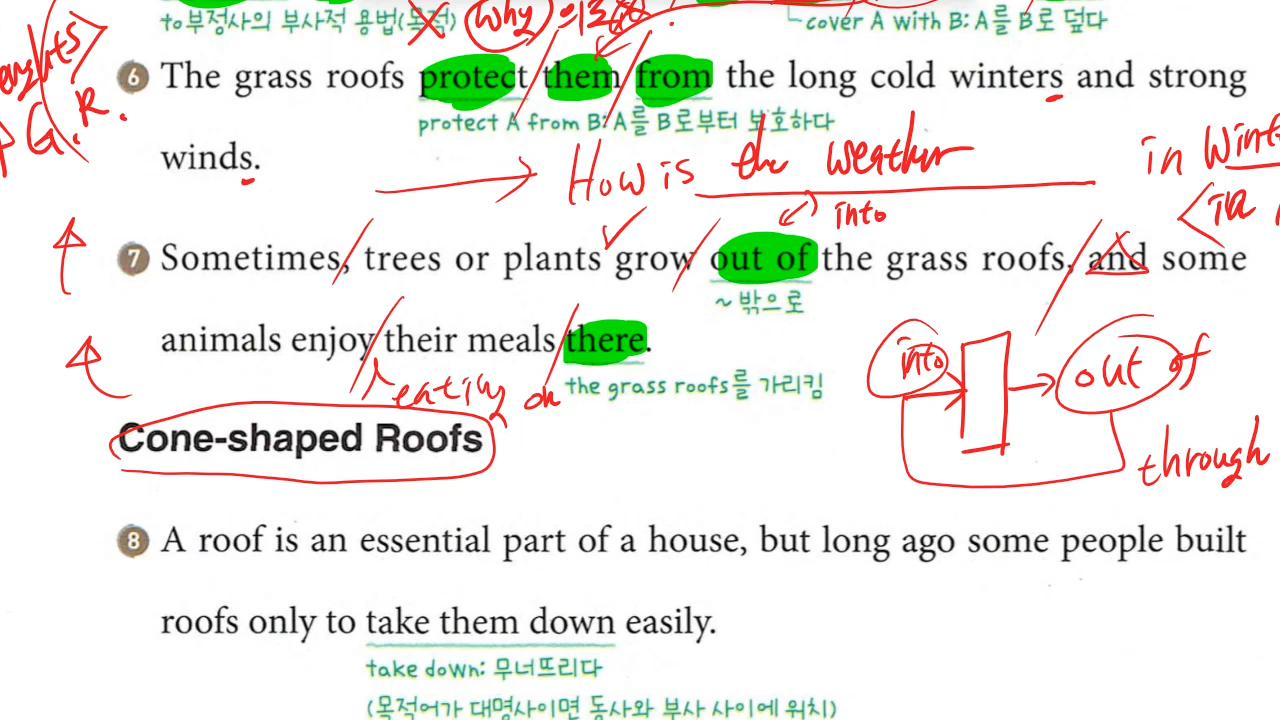 to부정사의 부사적 용법(목적) Why
cover A with B: A를 B로 덮다
6 The grass roofs protect them from the long cold winters and strong
G.R.
protect A from B: A를 B로부터 보호하다
winds.
How is the weather in
into
7 Sometimes, trees or plants grow out of the grass roofs, and some
~ 밖으로
animals enjoy their meals there.
into out of
eating on
the grass roofs를 가리킴
Cone-shaped Roofs
through
8 A roof is an essential part of a house, but long ago some people built
roofs only to take them down easily.
take down: 무너뜨리다
(목적어가 대명사이면 동사와 부사 사이에 위치)